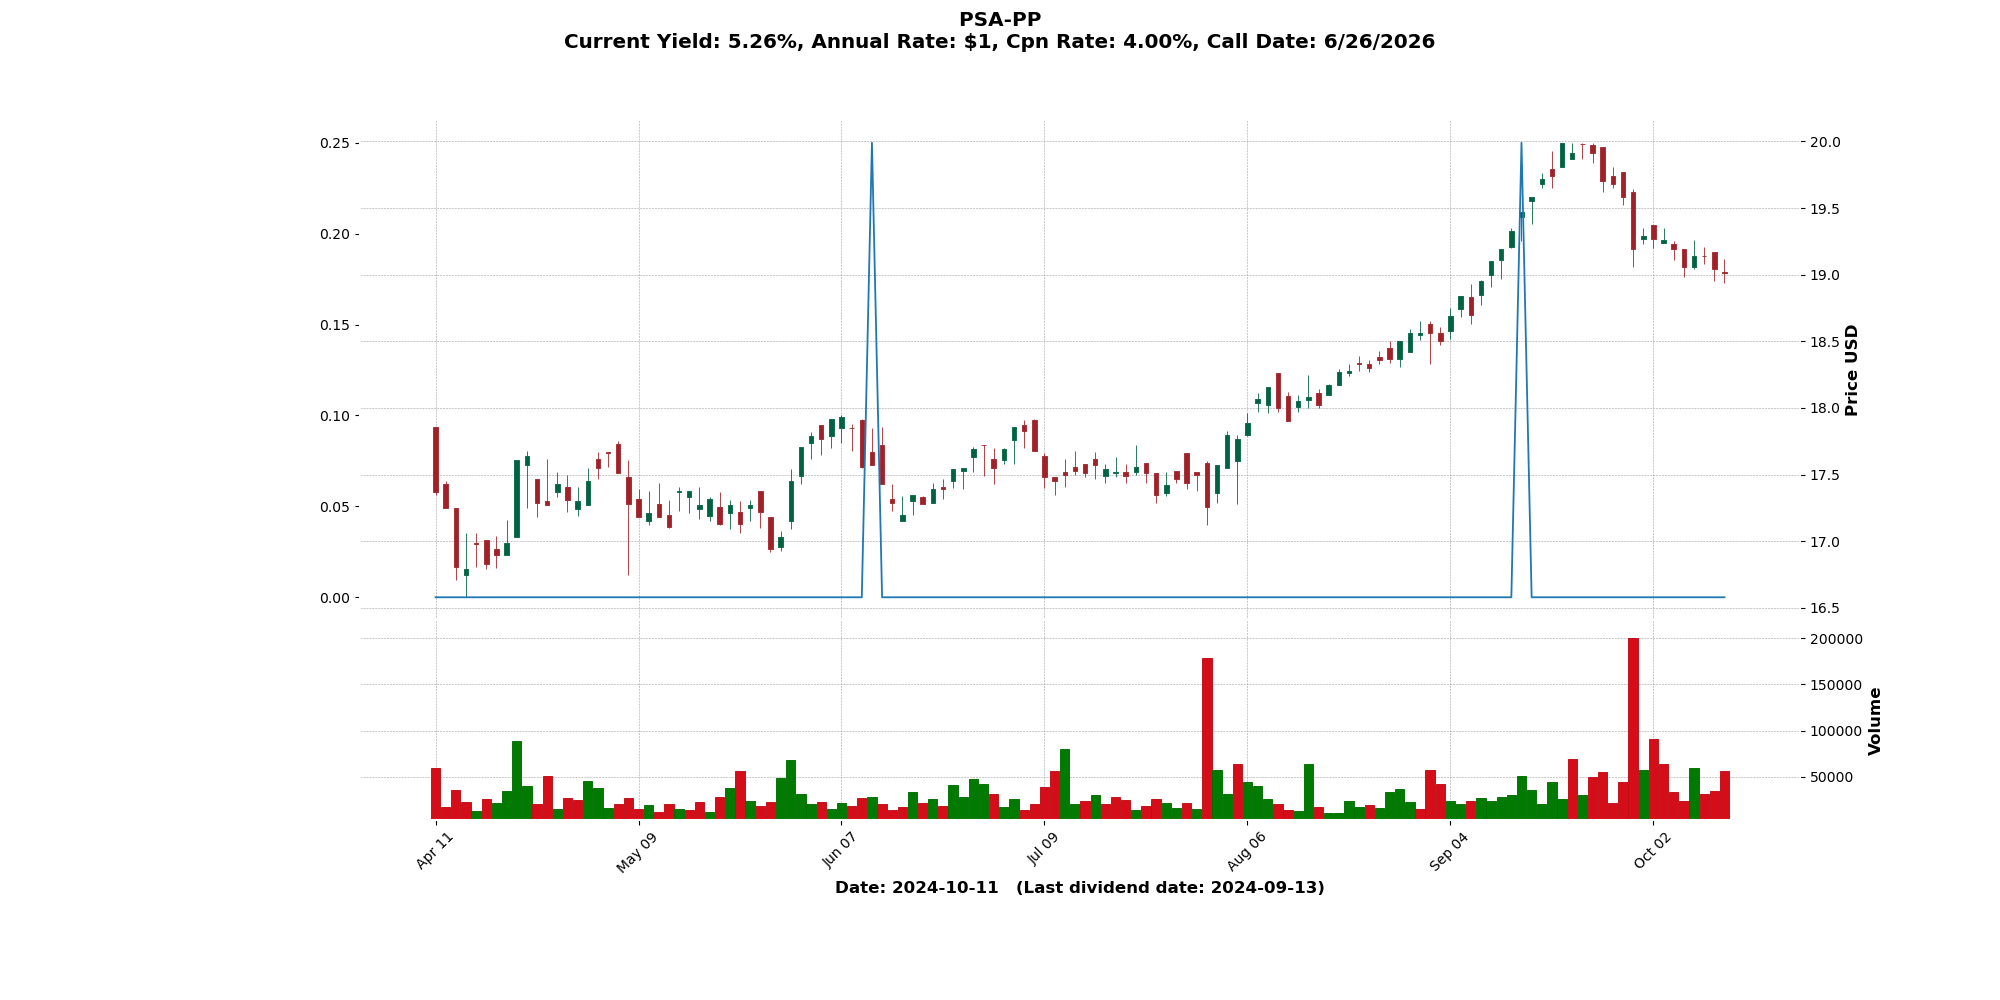 PSA-PP
Current Yield: 5.26%, Annual Rate: $1, Cpn Rate: 4.00%, Call Date: 6/26/2026
0.25
0.20
0.15
0.10
0.05
0.00
20.0
19.5
19.0
18.5
18.0
17.5
17.0
16.5
Price USD
200000
150000
100000
50000
Volume
Apr 11
May 09
Jun 07
Jul 09
Aug 06
Sep 04
Oct 02
Date: 2024-10-11 (Last dividend date: 2024-09-13)